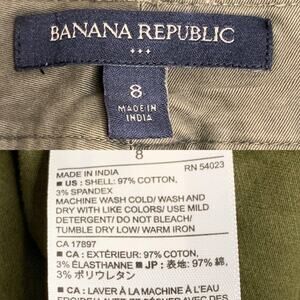 BANANA REPUBLIC
+++
8
MADE IN
INDIA
8
MADE IN INDIA RN 54023
■ US : SHELL: 97% COTTON,
3% SPANDEX
MACHINE WASH COLD/ WASH AND
DRY WITH LIKE COLORS/ USE MILD
DETERGENT/ DO NOT BLEACH/
TUMBLE DRY LOW/ WARM IRON
CA 17897
■ CA : EXTÉRIEUR: 97% COTON,
3% ÉLASTHANNE ■ JP : 表地: 97% 綿,
3% ポリウレタン
■ CA : LAVER À LA MACHINE À L'EAU